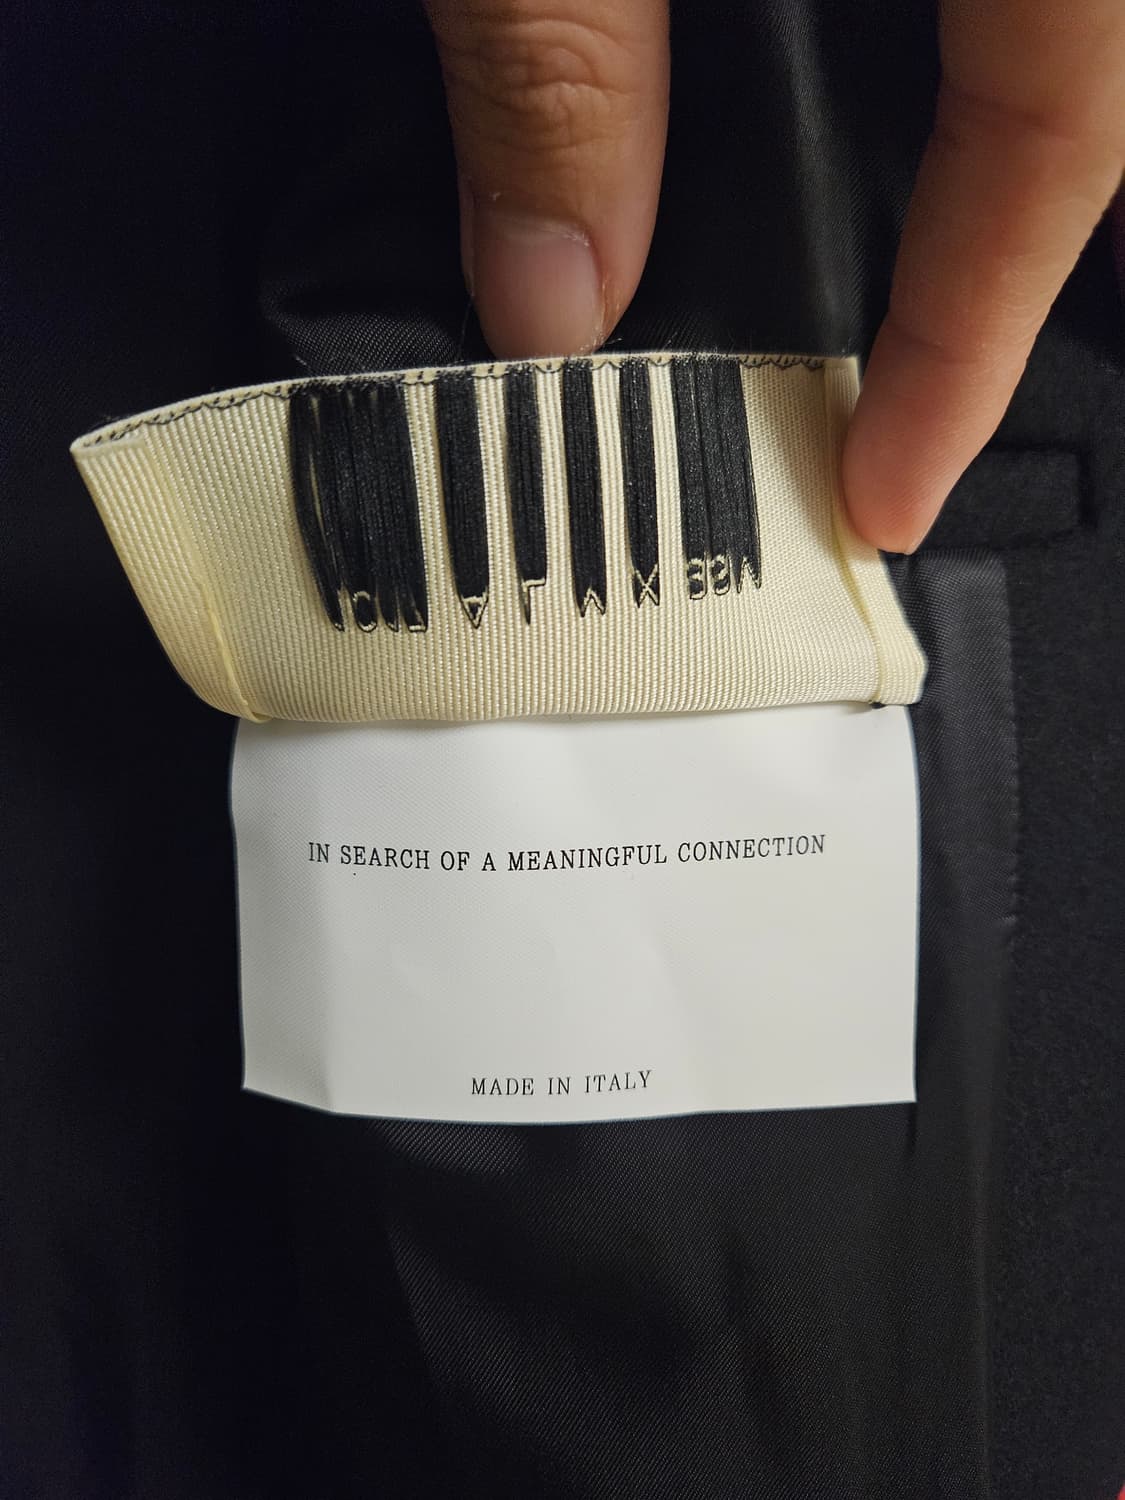 IN SEARCH OF A MEANINGFUL CONNECTION
MADE IN ITALY